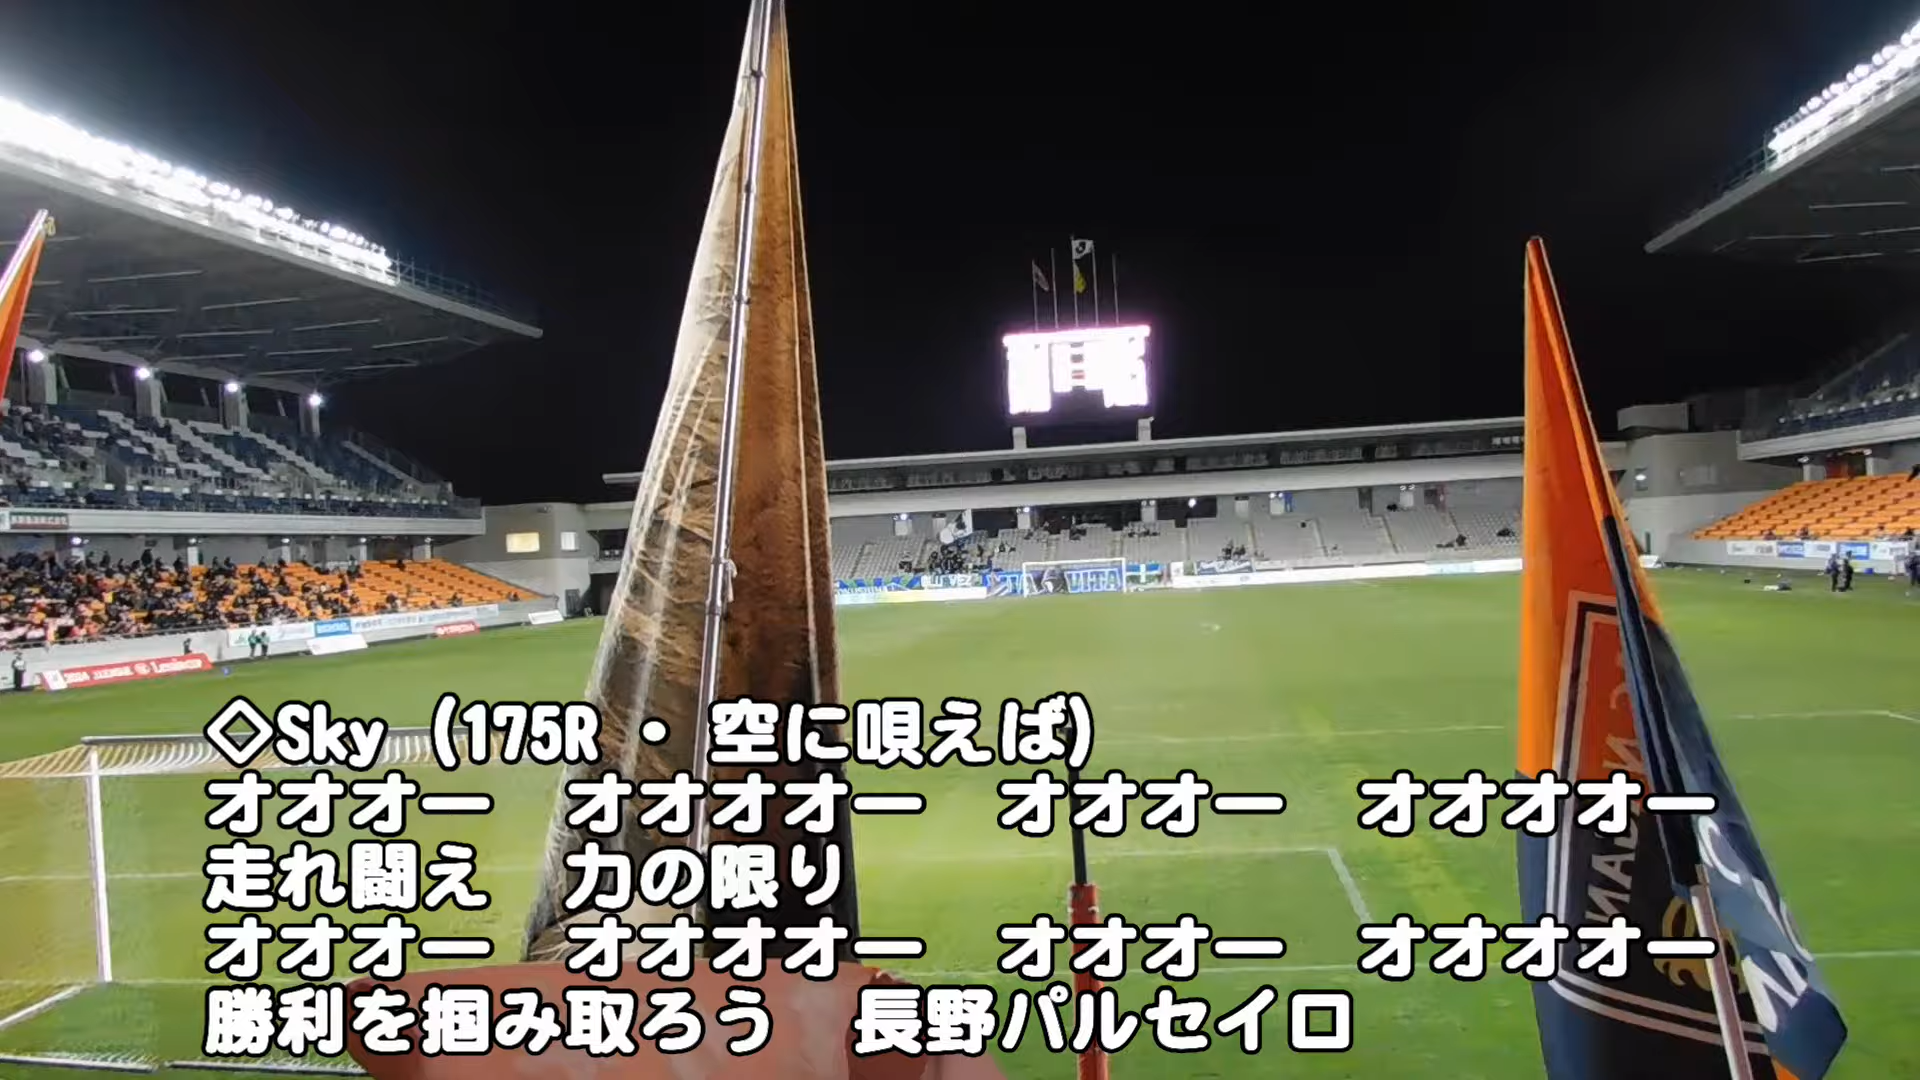 ◇Sky (175R ・ 空に唄えば)
オオオー　オオオオー　オオオー　オオオオー
走れ闘え　力の限り
オオオー　オオオオー　オオオー　オオオオー
勝利を掴み取ろう　長野パルセイロ
BLU VEZ
VITA